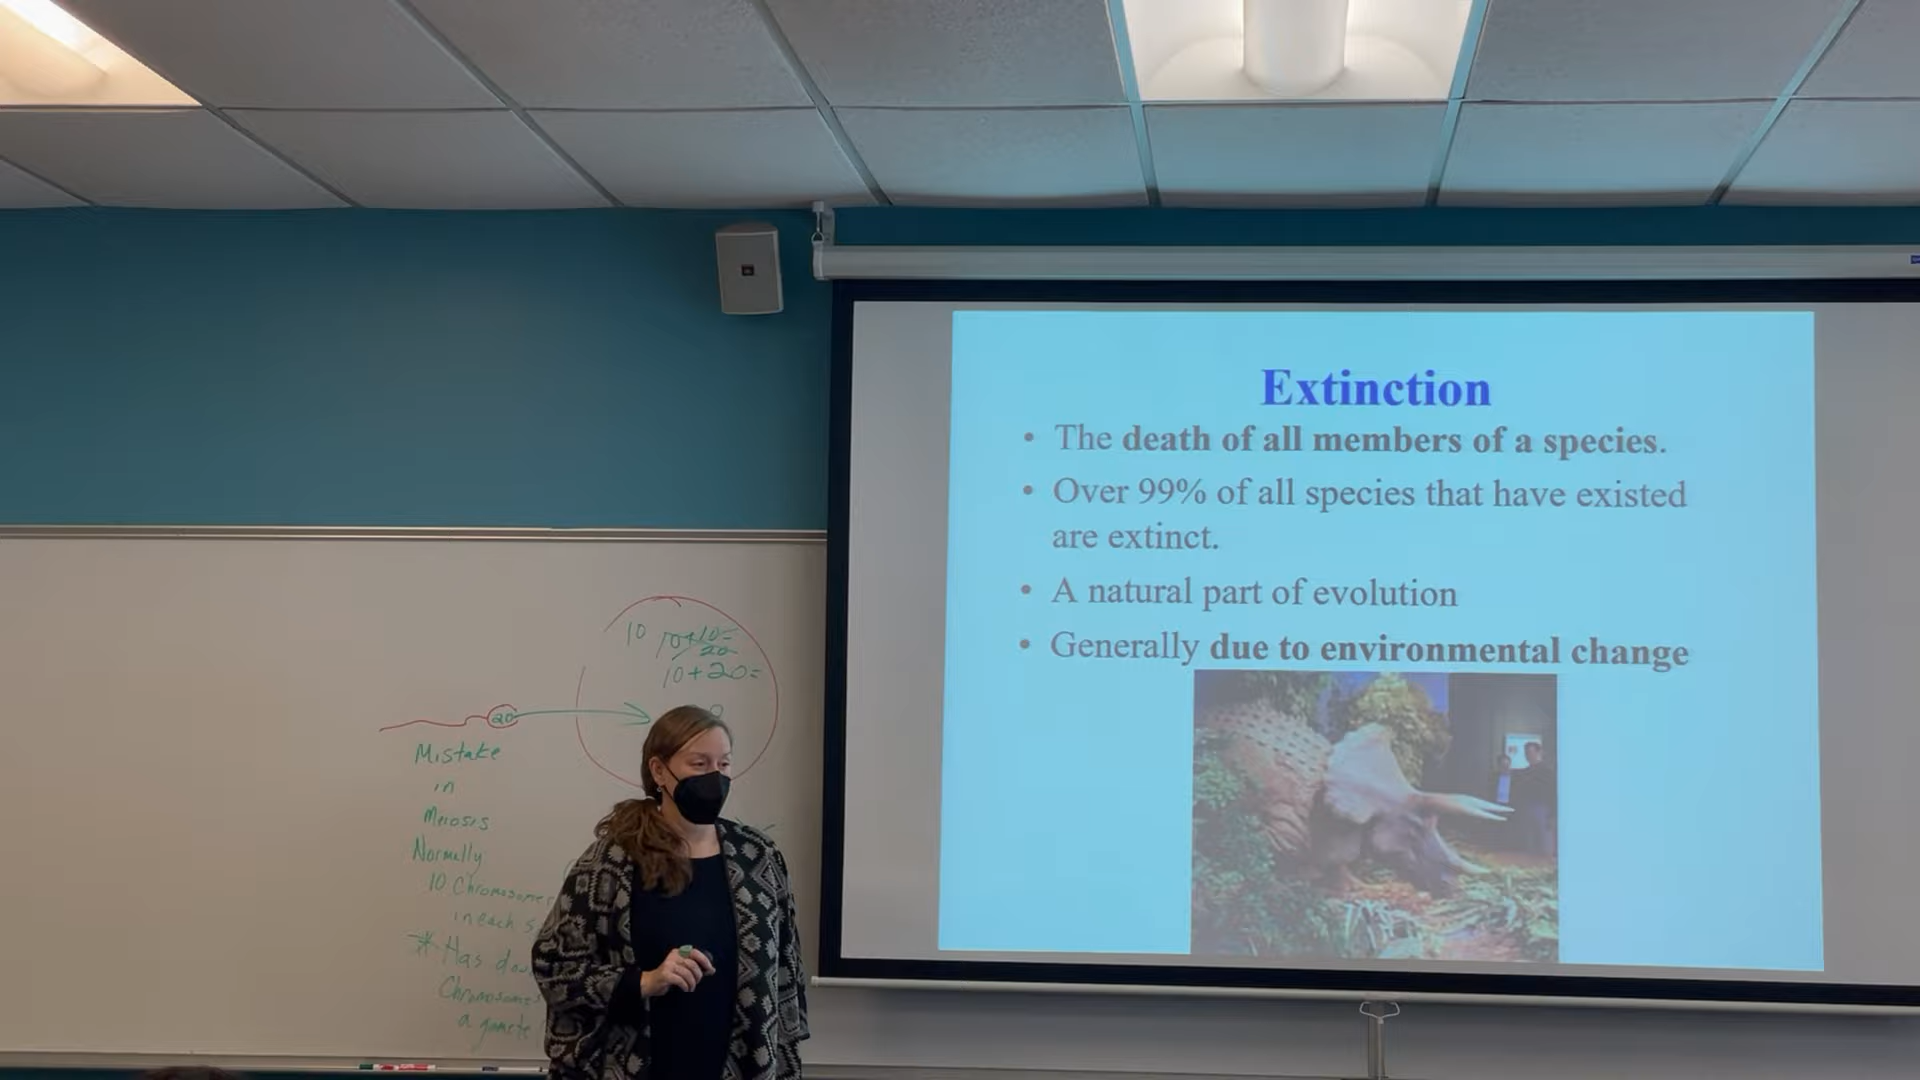 Extinction
• The death of all members of a species.
• Over 99% of all species that have existed
are extinct.
• A natural part of evolution
• Generally due to environmental change
10 10+10=
20
10+20=
20
Mistake
in
Meiosis
Normally
10 Chromosomes
in each s
* Has dou
Chromosomes
a gamete